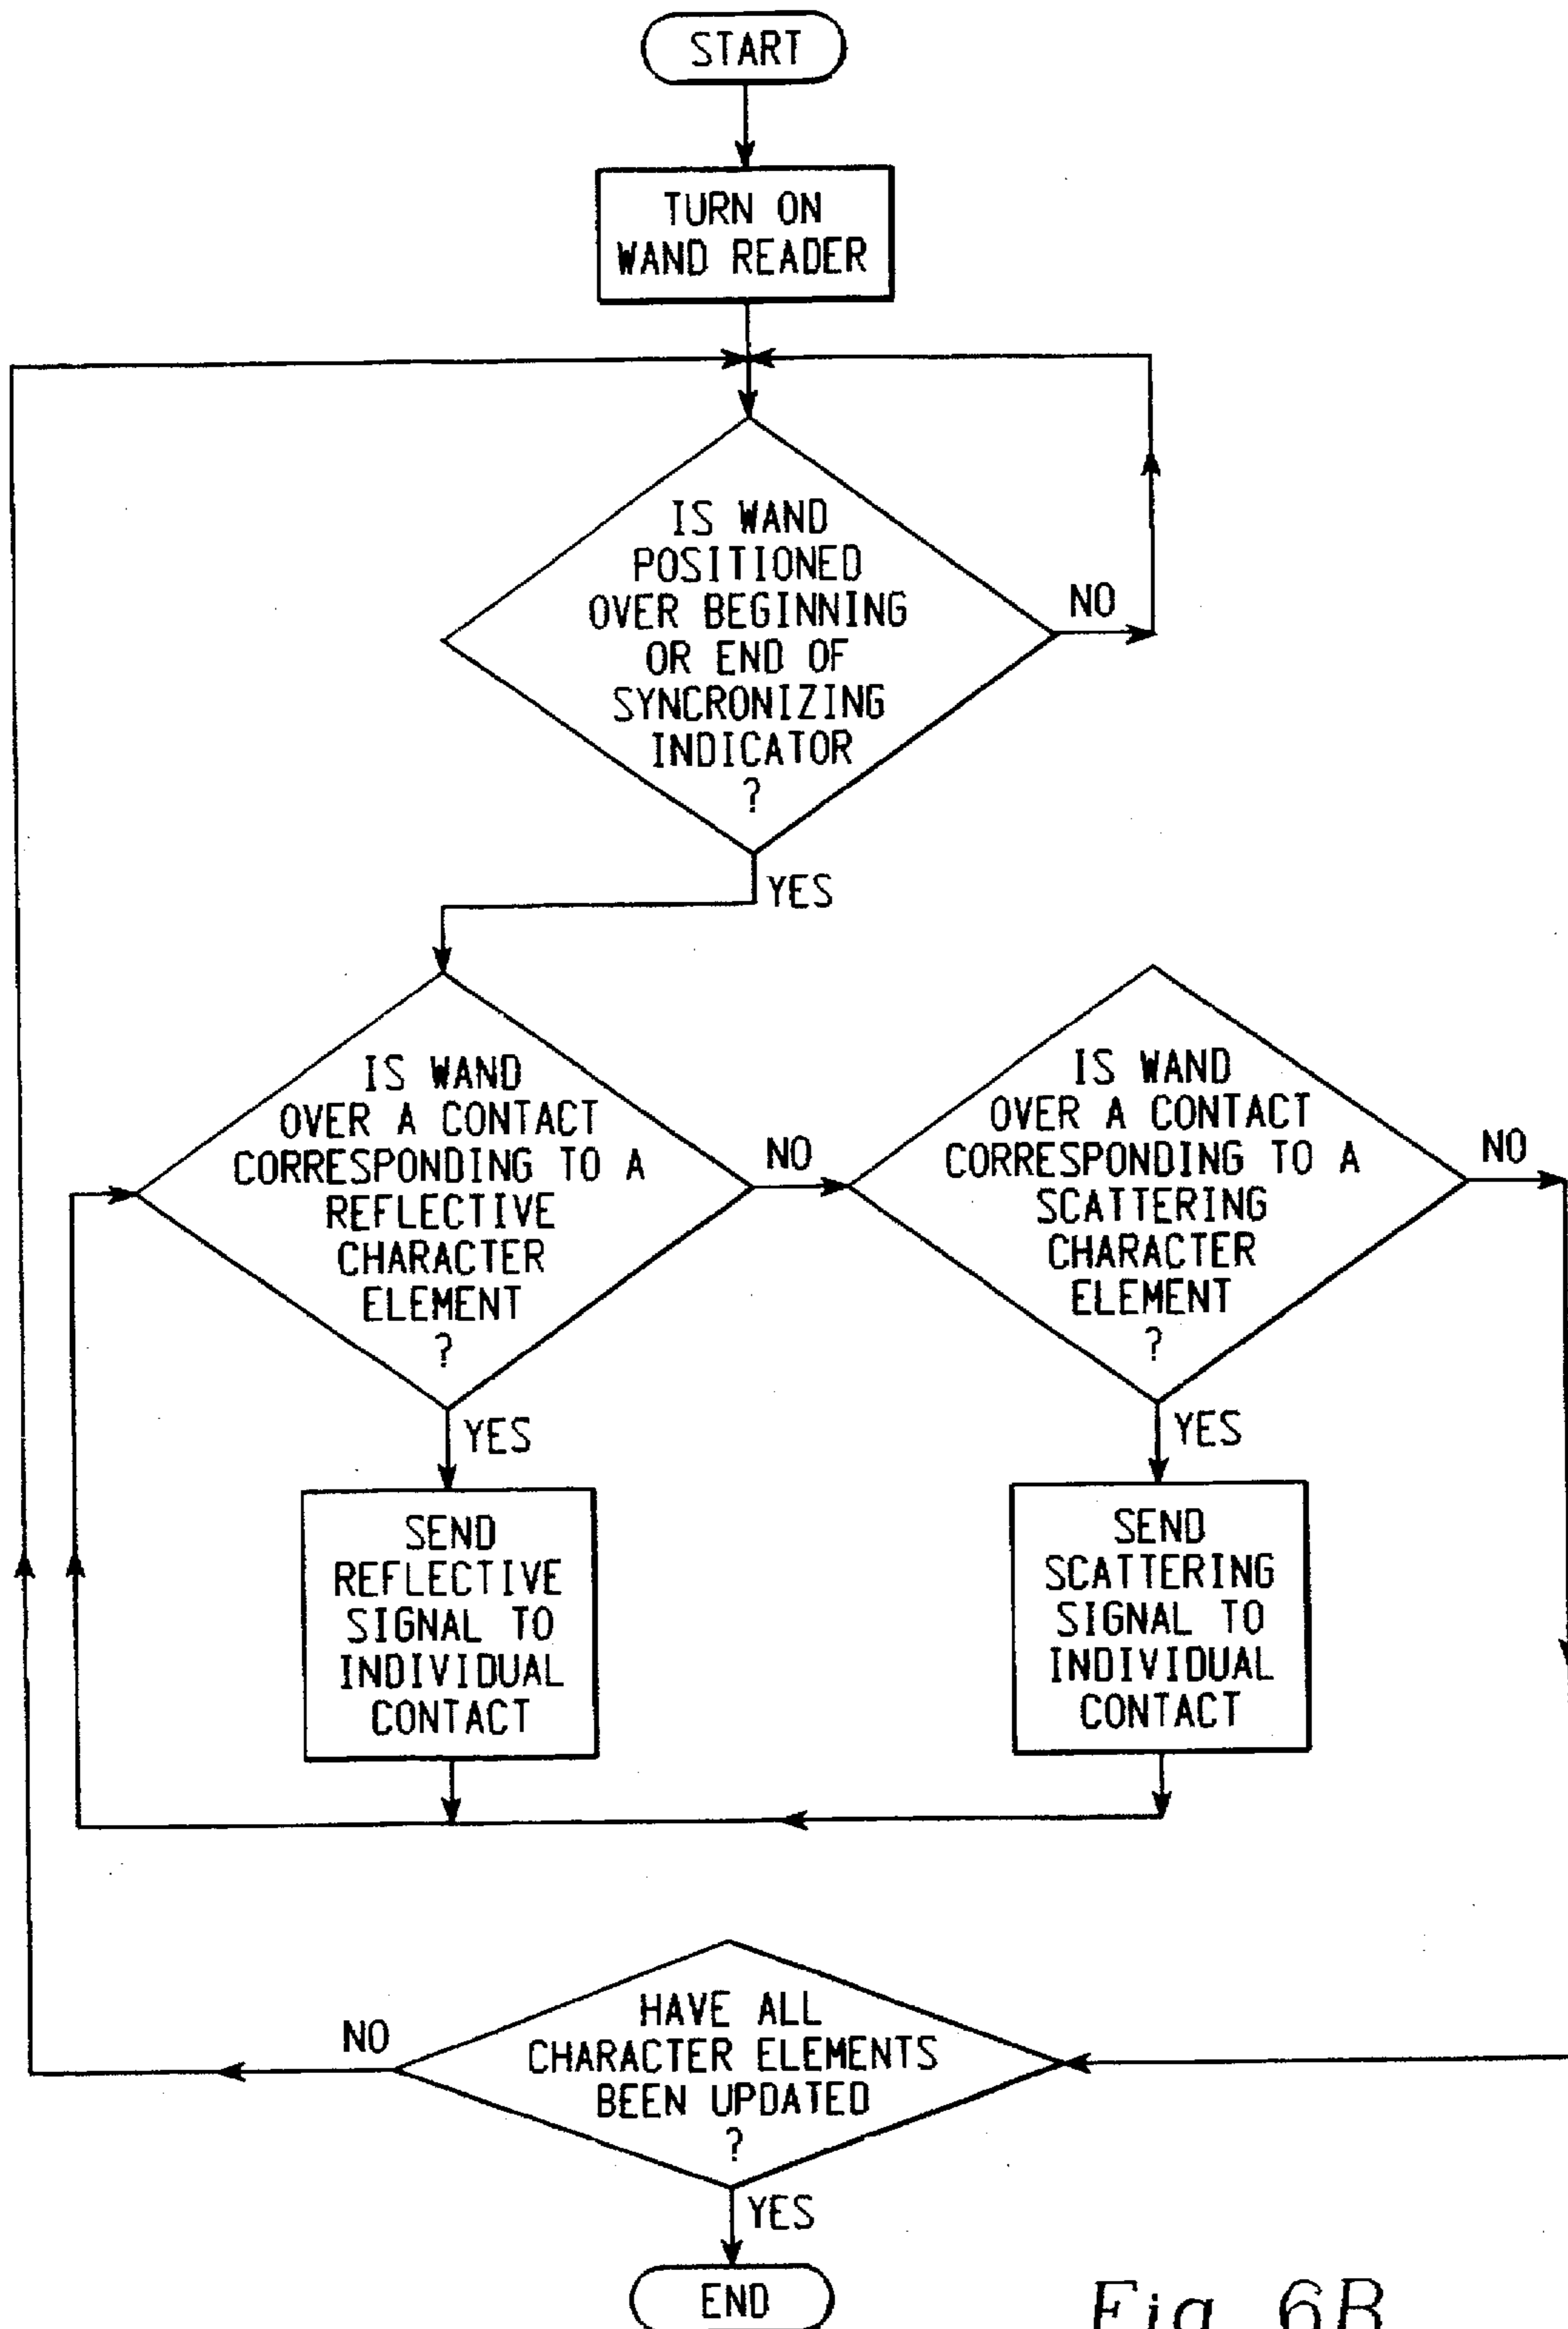 START
TURN ON
WAND READER
IS WAND
POSITIONED
OVER BEGINNING
OR END OF
SYNCRONIZING
INDICATOR
?
NO
YES
IS WAND
OVER A CONTACT
CORRESPONDING TO A
REFLECTIVE
CHARACTER
ELEMENT
?
NO
YES
IS WAND
OVER A CONTACT
CORRESPONDING TO A
SCATTERING
CHARACTER
ELEMENT
?
NO
YES
SEND
REFLECTIVE
SIGNAL TO
INDIVIDUAL
CONTACT
SEND
SCATTERING
SIGNAL TO
INDIVIDUAL
CONTACT
HAVE ALL
CHARACTER ELEMENTS
BEEN UPDATED
?
NO
YES
END
Fig. 6B